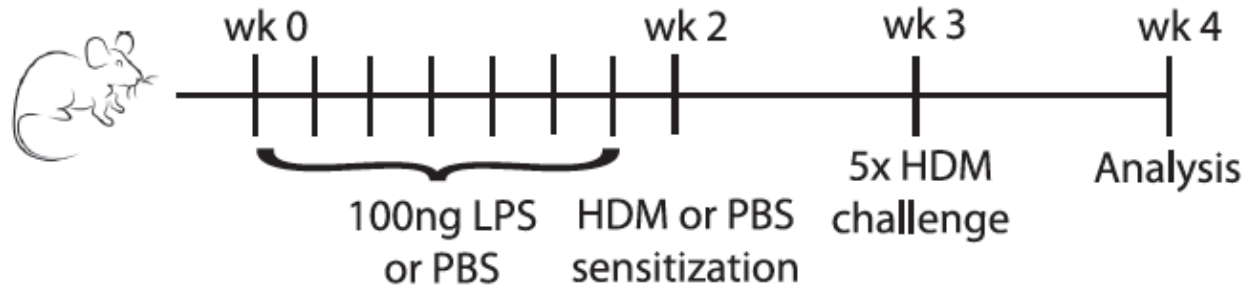 wk 0
wk 2
wk 3
wk 4
100ng LPS
or PBS
HDM or PBS
sensitization
5x HDM
challenge
Analysis